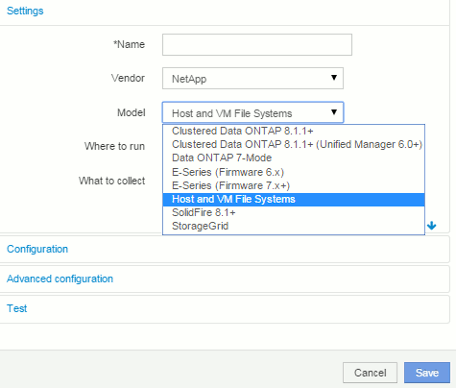 Settings
*Name
Vendor NetApp
Model Host and VM File Systems
Clustered Data ONTAP 8.1.1+
Clustered Data ONTAP 8.1.1+ (Unified Manager 6.0+)
Where to run Data ONTAP 7-Mode
E-Series (Firmware 6.x)
What to collect E-Series (Firmware 7.x+)
Host and VM File Systems
SolidFire 8.1+
StorageGrid
Configuration
Advanced configuration
Test
Cancel Save